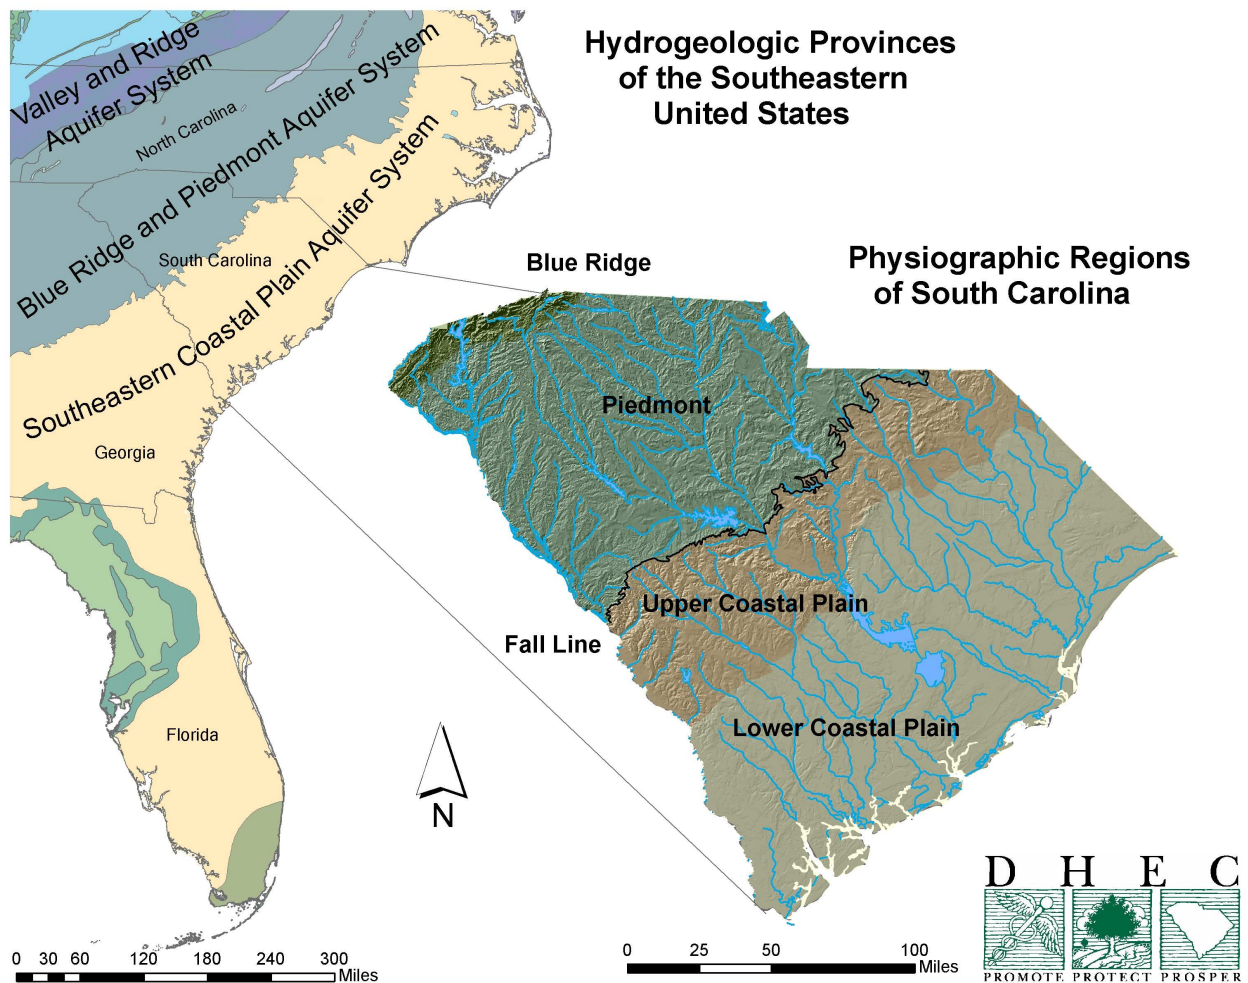 Hydrogeologic Provinces
of the Southeastern
United States
Valley and Ridge
Aquifer System
North Carolina
Blue Ridge and Piedmont Aquifer System
South Carolina
Southeastern Coastal Plain Aquifer System
Georgia
Florida
Physiographic Regions
of South Carolina
Blue Ridge
Piedmont
Upper Coastal Plain
Fall Line
Lower Coastal Plain
N
0 30 60 120 180 240 300
Miles
0 25 50 100
Miles
D H E C
PROMOTE PROTECT PROSPER